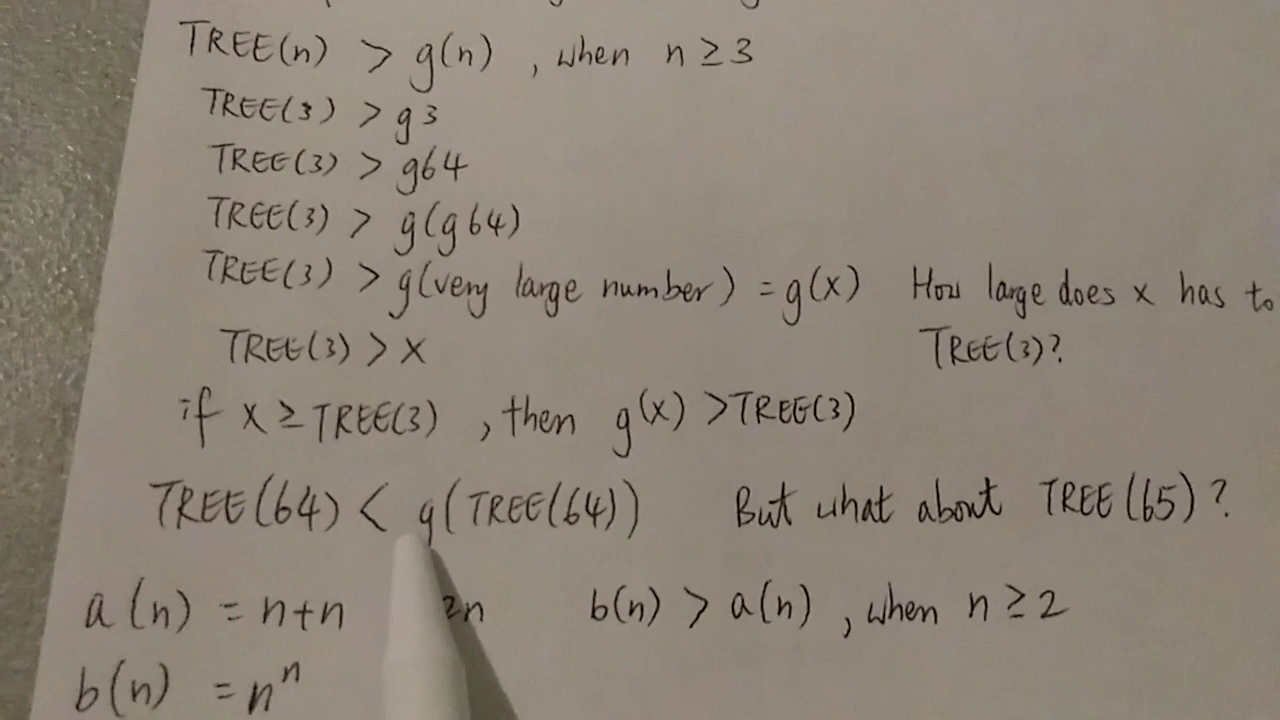 TREE(n) > g(n) , when n ≥ 3
TREE(3) > g3
TREE(3) > g64
TREE(3) > g(g64)
TREE(3) > g(very large number) = g(x) How large does x has to
TREE(3) > x TREE(3)?
if x ≥ TREE(3) , then g(x) > TREE(3)
TREE(64) < g(TREE(64)) But what about TREE(65)?
a(n) = n+n 2n b(n) > a(n) , when n ≥ 2
b(n) = nⁿ